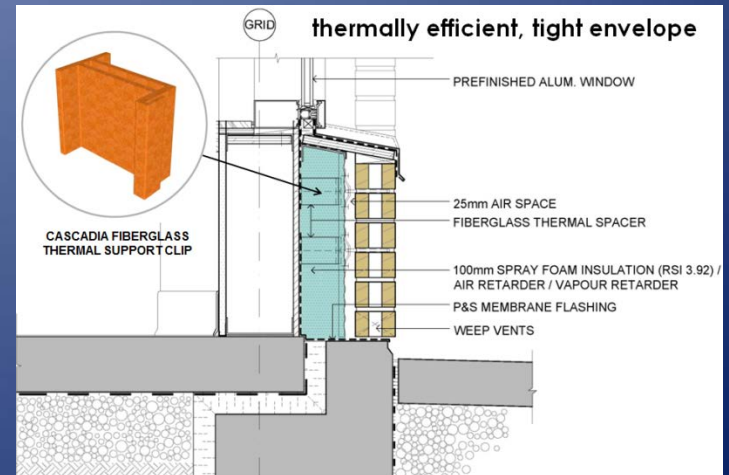 GRID
thermally efficient, tight envelope
PREFINISHED ALUM. WINDOW
25mm AIR SPACE
FIBERGLASS THERMAL SPACER
CASCADIA FIBERGLASS
THERMAL SUPPORT CLIP
100mm SPRAY FOAM INSULATION (RSI 3.92) /
AIR RETARDER / VAPOUR RETARDER
P&S MEMBRANE FLASHING
WEEP VENTS